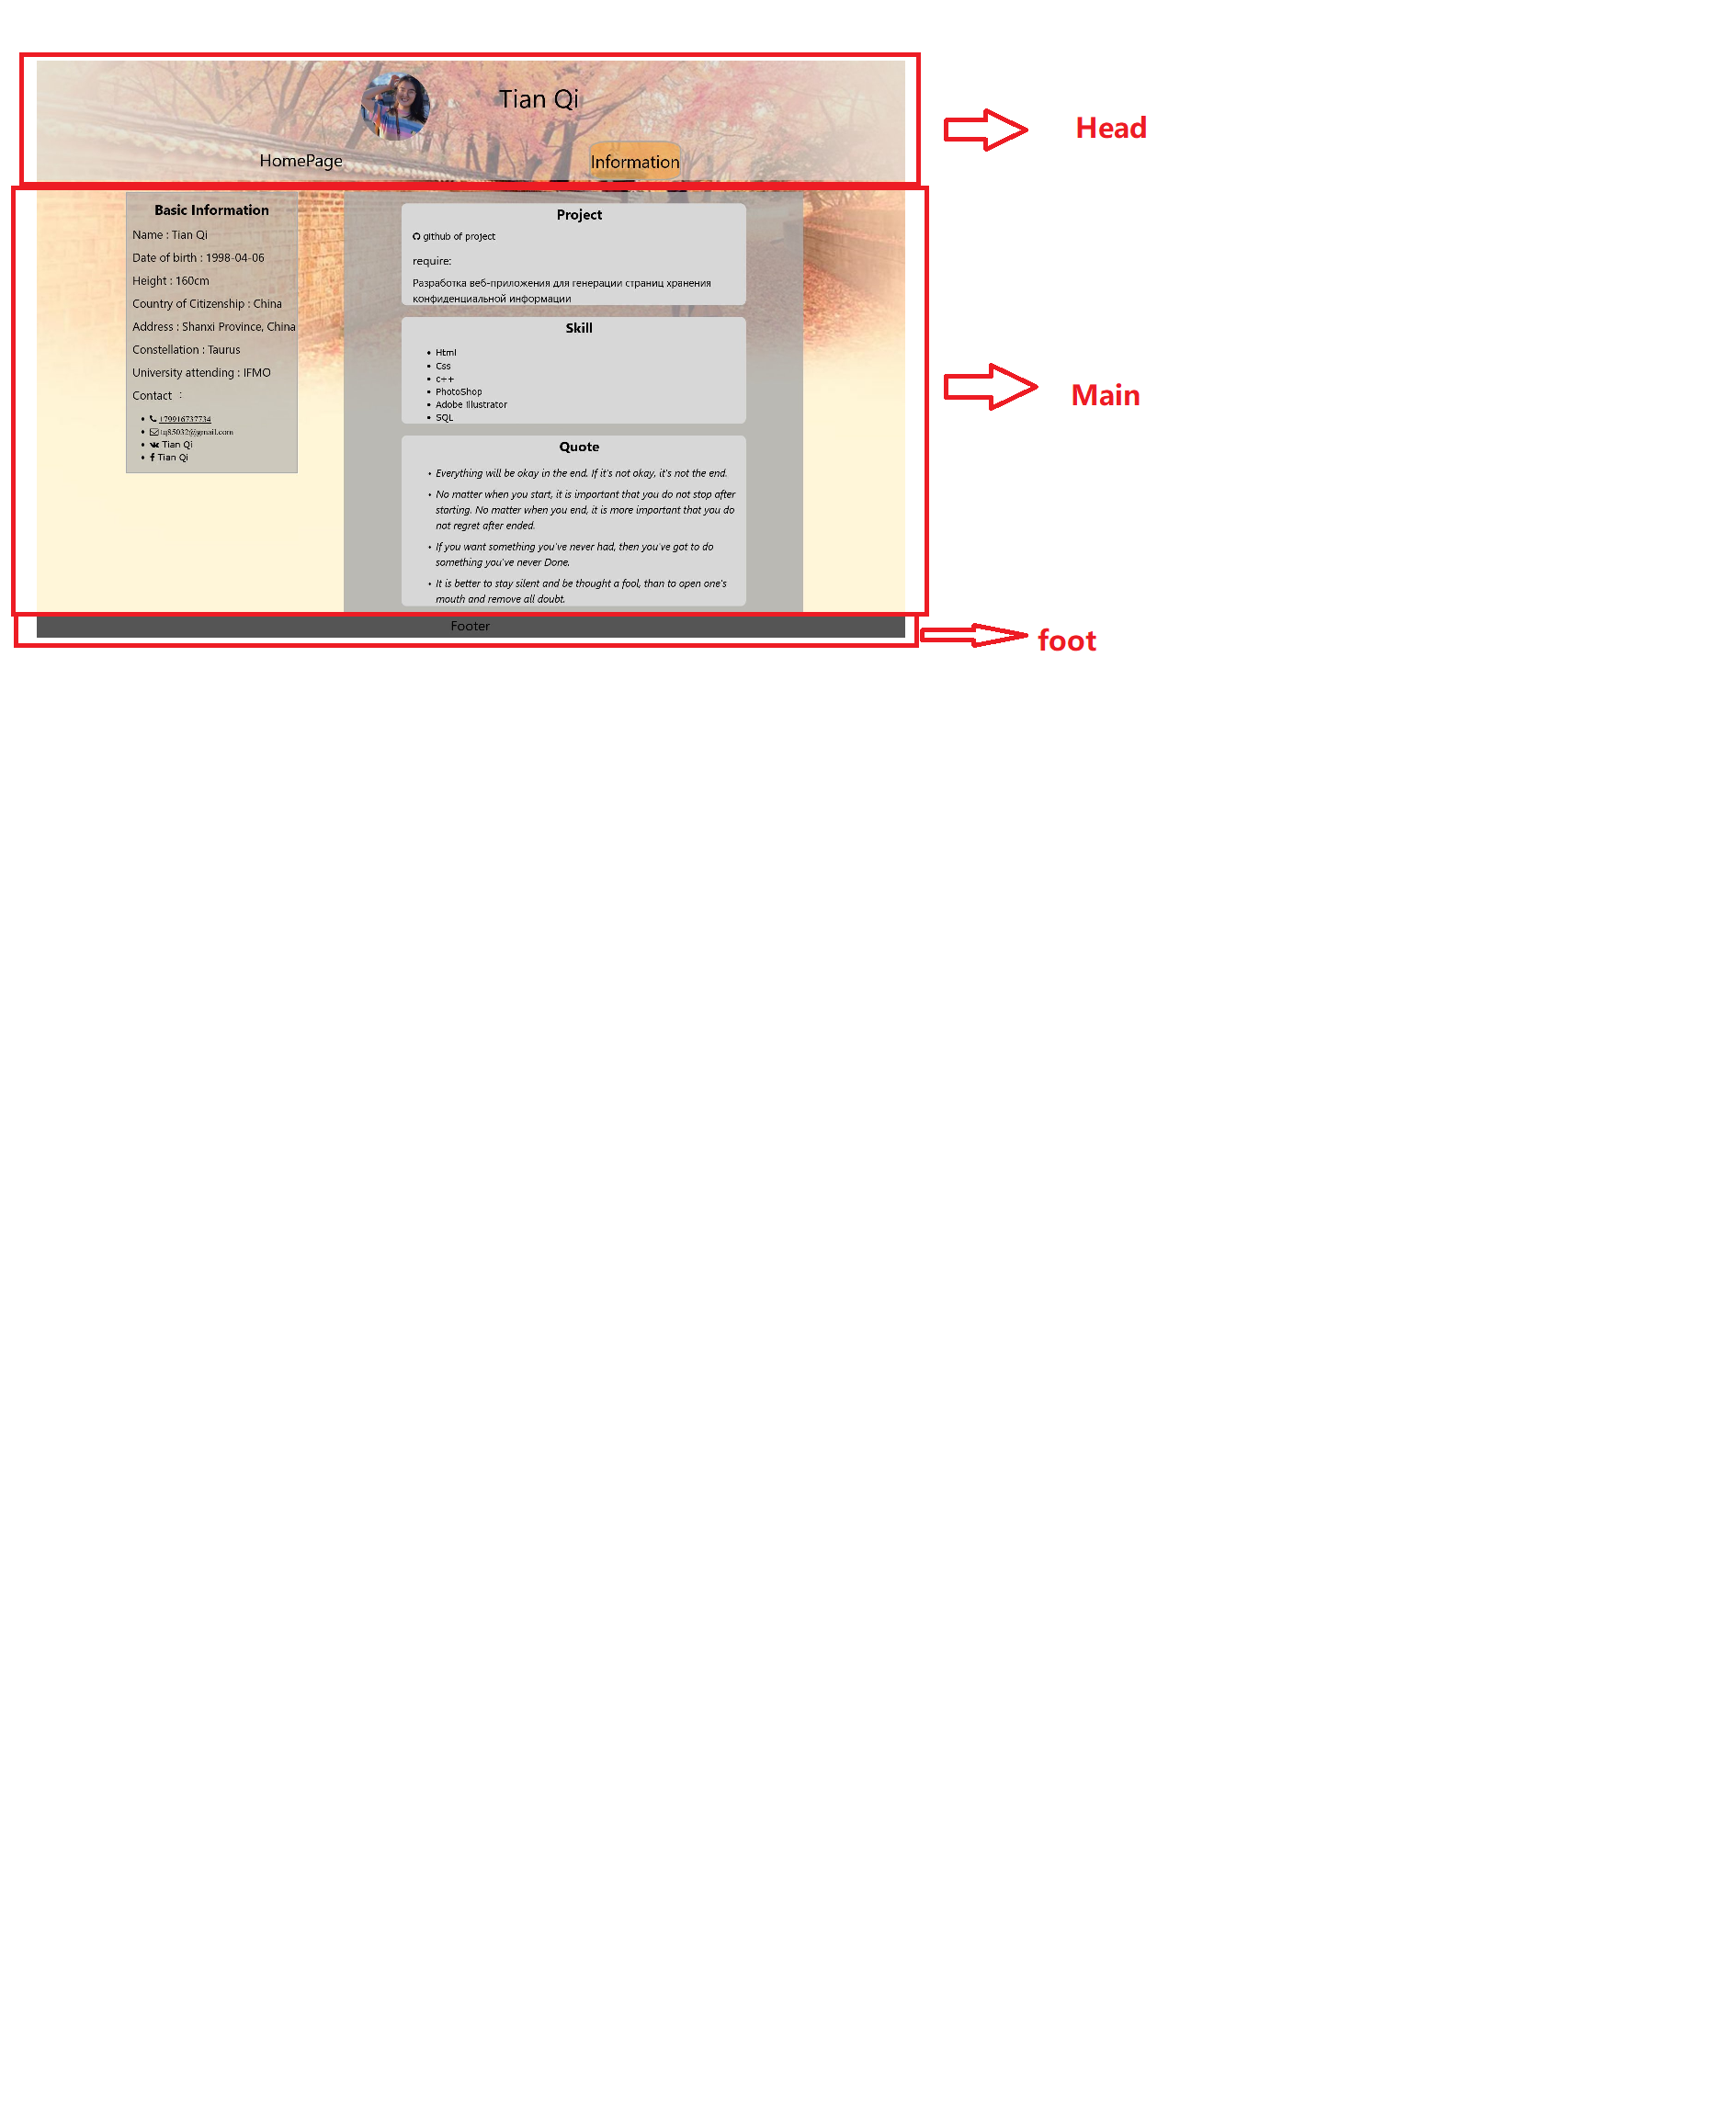 Tian Qi
HomePage
Information
Head
Basic Information
Name : Tian Qi
Date of birth : 1998-04-06
Height : 160cm
Country of Citizenship : China
Address : Shanxi Province, China
Constellation : Taurus
University attending : IFMO
Contact :
+79916737734
tq85032@gmail.com
Tian Qi
Tian Qi
Project
github of project
require:
Разработка веб-приложения для генерации страниц хранения
конфиденциальной информации
Skill
Html
Css
c++
PhotoShop
Adobe Illustrator
SQL
Quote
Everything will be okay in the end. If it's not okay, it's not the end.
No matter when you start, it is important that you do not stop after
starting. No matter when you end, it is more important that you do
not regret after ended.
If you want something you've never had, then you've got to do
something you've never Done.
It is better to stay silent and be thought a fool, than to open one's
mouth and remove all doubt.
Main
Footer
foot